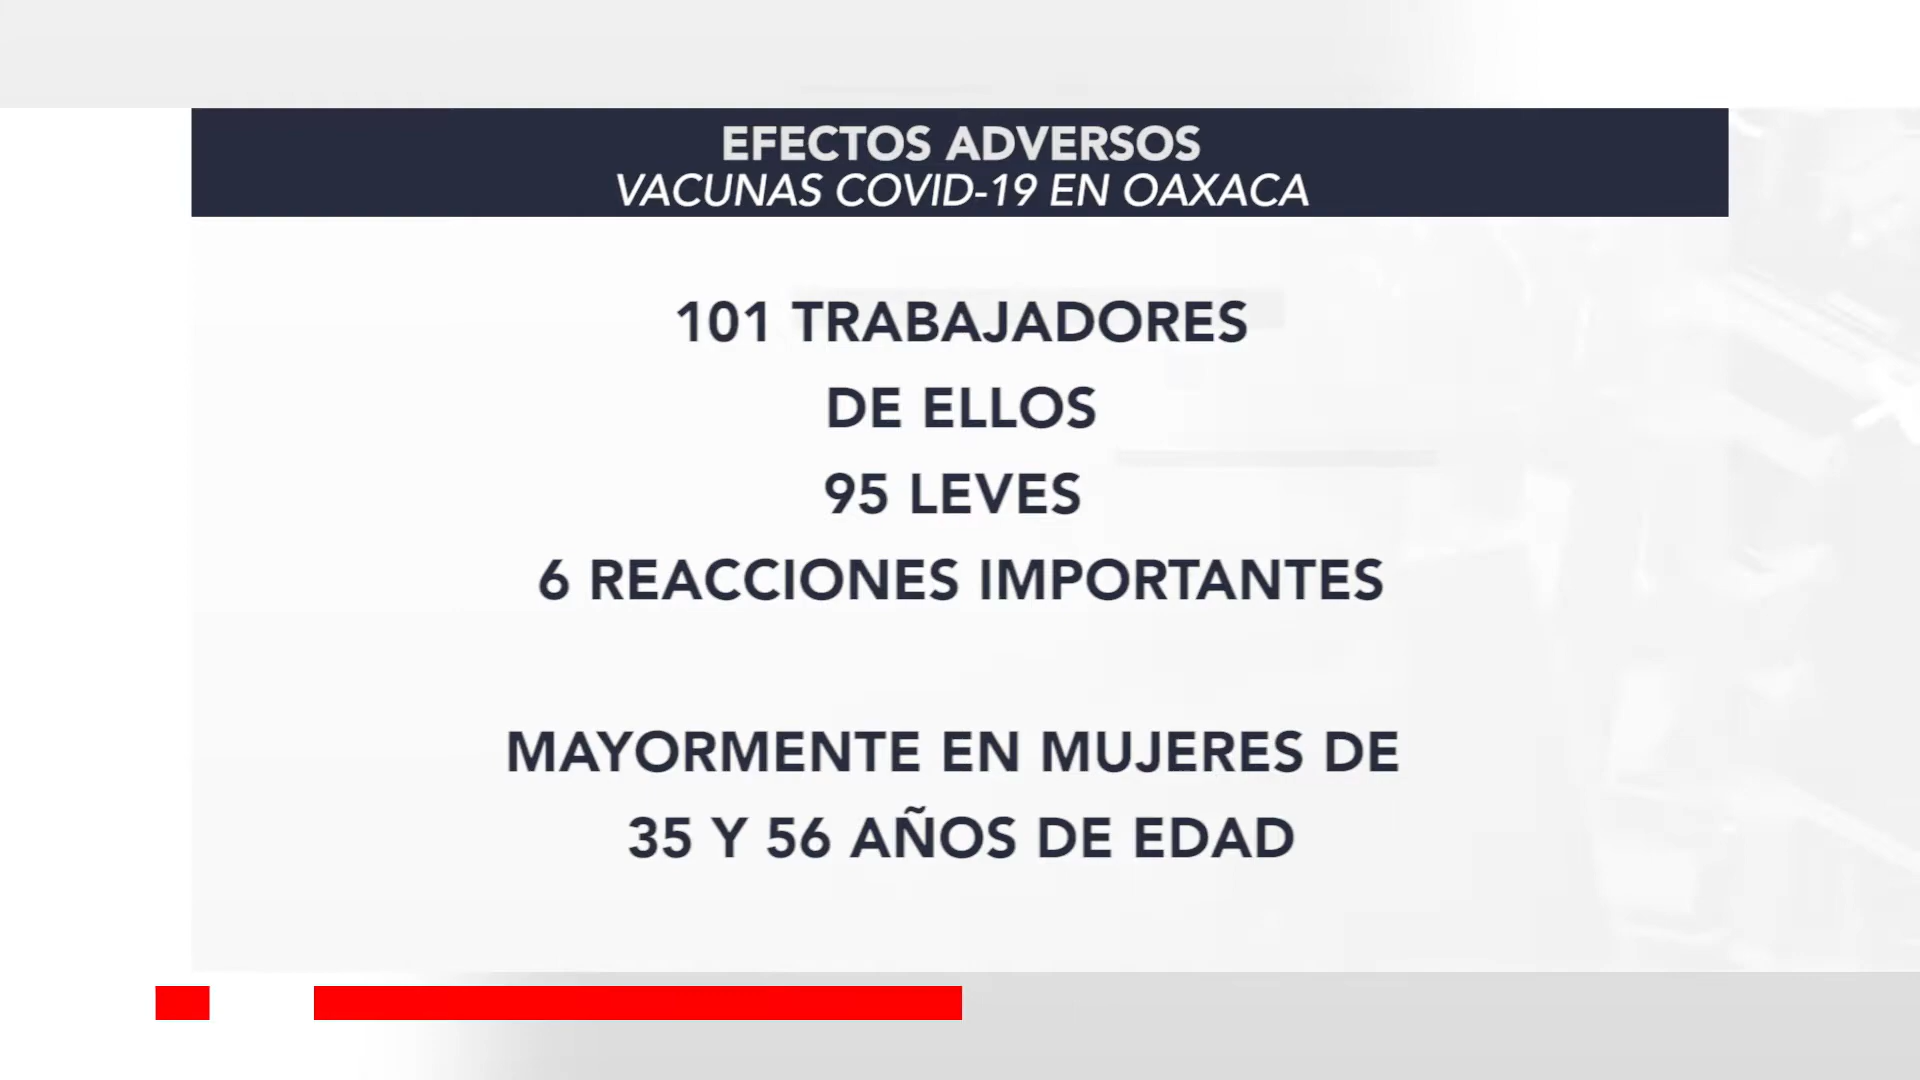 EFECTOS ADVERSOS
VACUNAS COVID-19 EN OAXACA
101 TRABAJADORES
DE ELLOS
95 LEVES
6 REACCIONES IMPORTANTES
MAYORMENTE EN MUJERES DE
35 Y 56 AÑOS DE EDAD